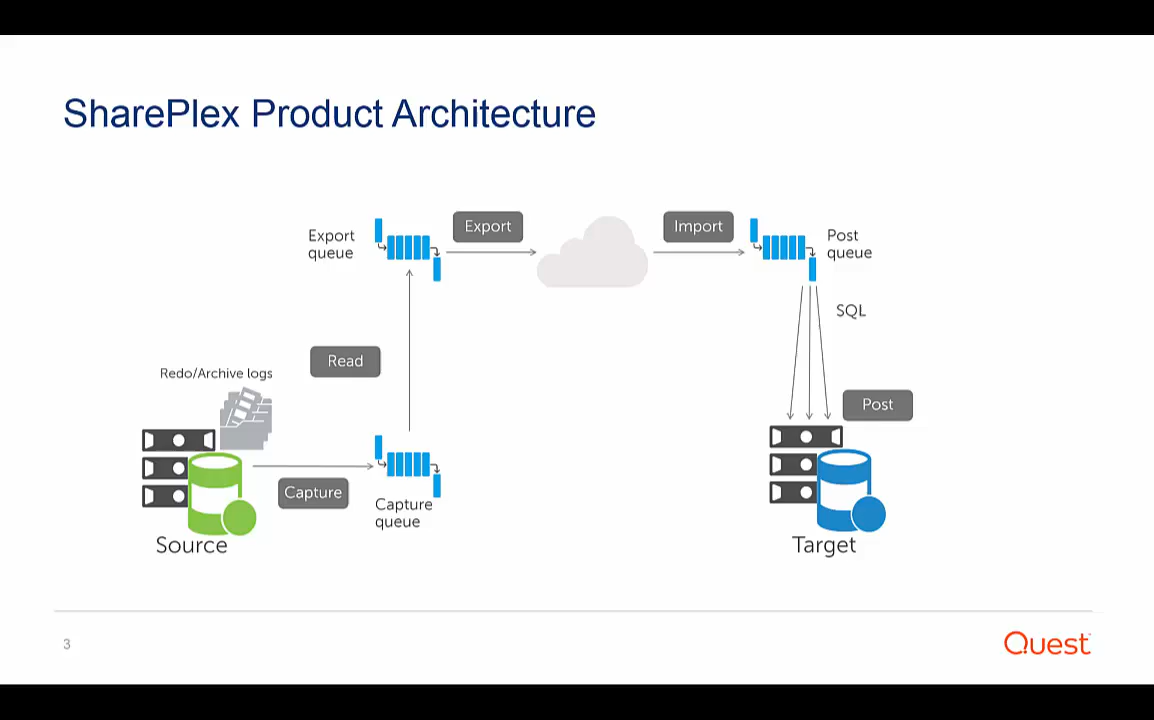 SharePlex Product Architecture
Export
queue
Export
Import
Post
queue
SQL
Read
Redo/Archive logs
Post
Capture
Capture
queue
Source
Target
3
Quest